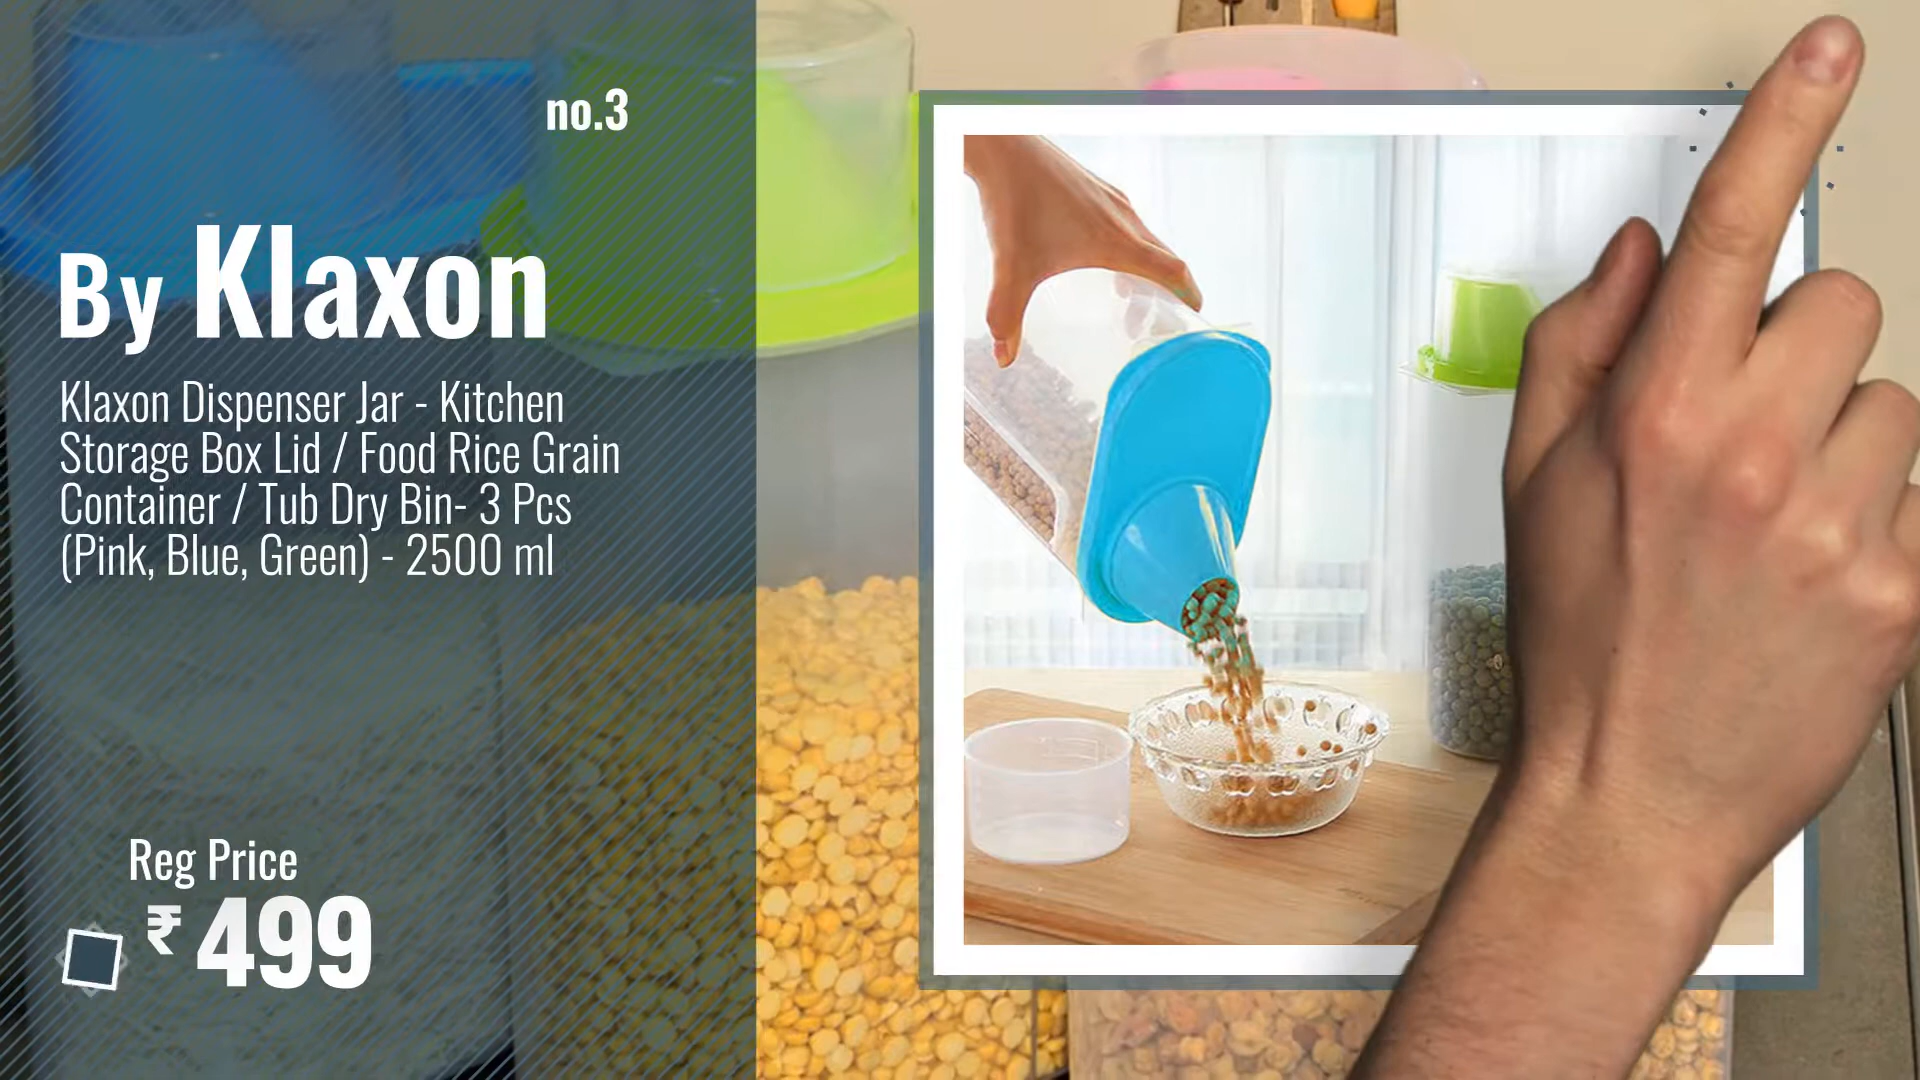 no.3
By Klaxon
Klaxon Dispenser Jar - Kitchen
Storage Box Lid / Food Rice Grain
Container / Tub Dry Bin- 3 Pcs
(Pink, Blue, Green) - 2500 ml
Reg Price
₹ 499